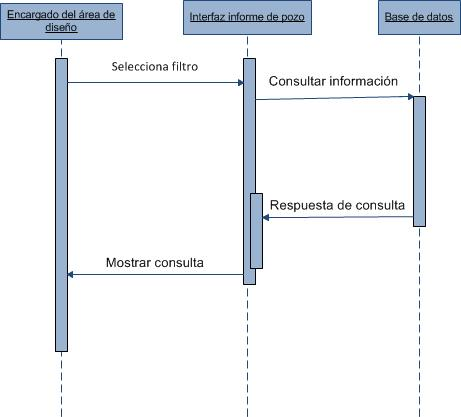 Encargado del área de
diseño
Interfaz informe de pozo
Base de datos
Selecciona filtro
Consultar información
Respuesta de consulta
Mostrar consulta